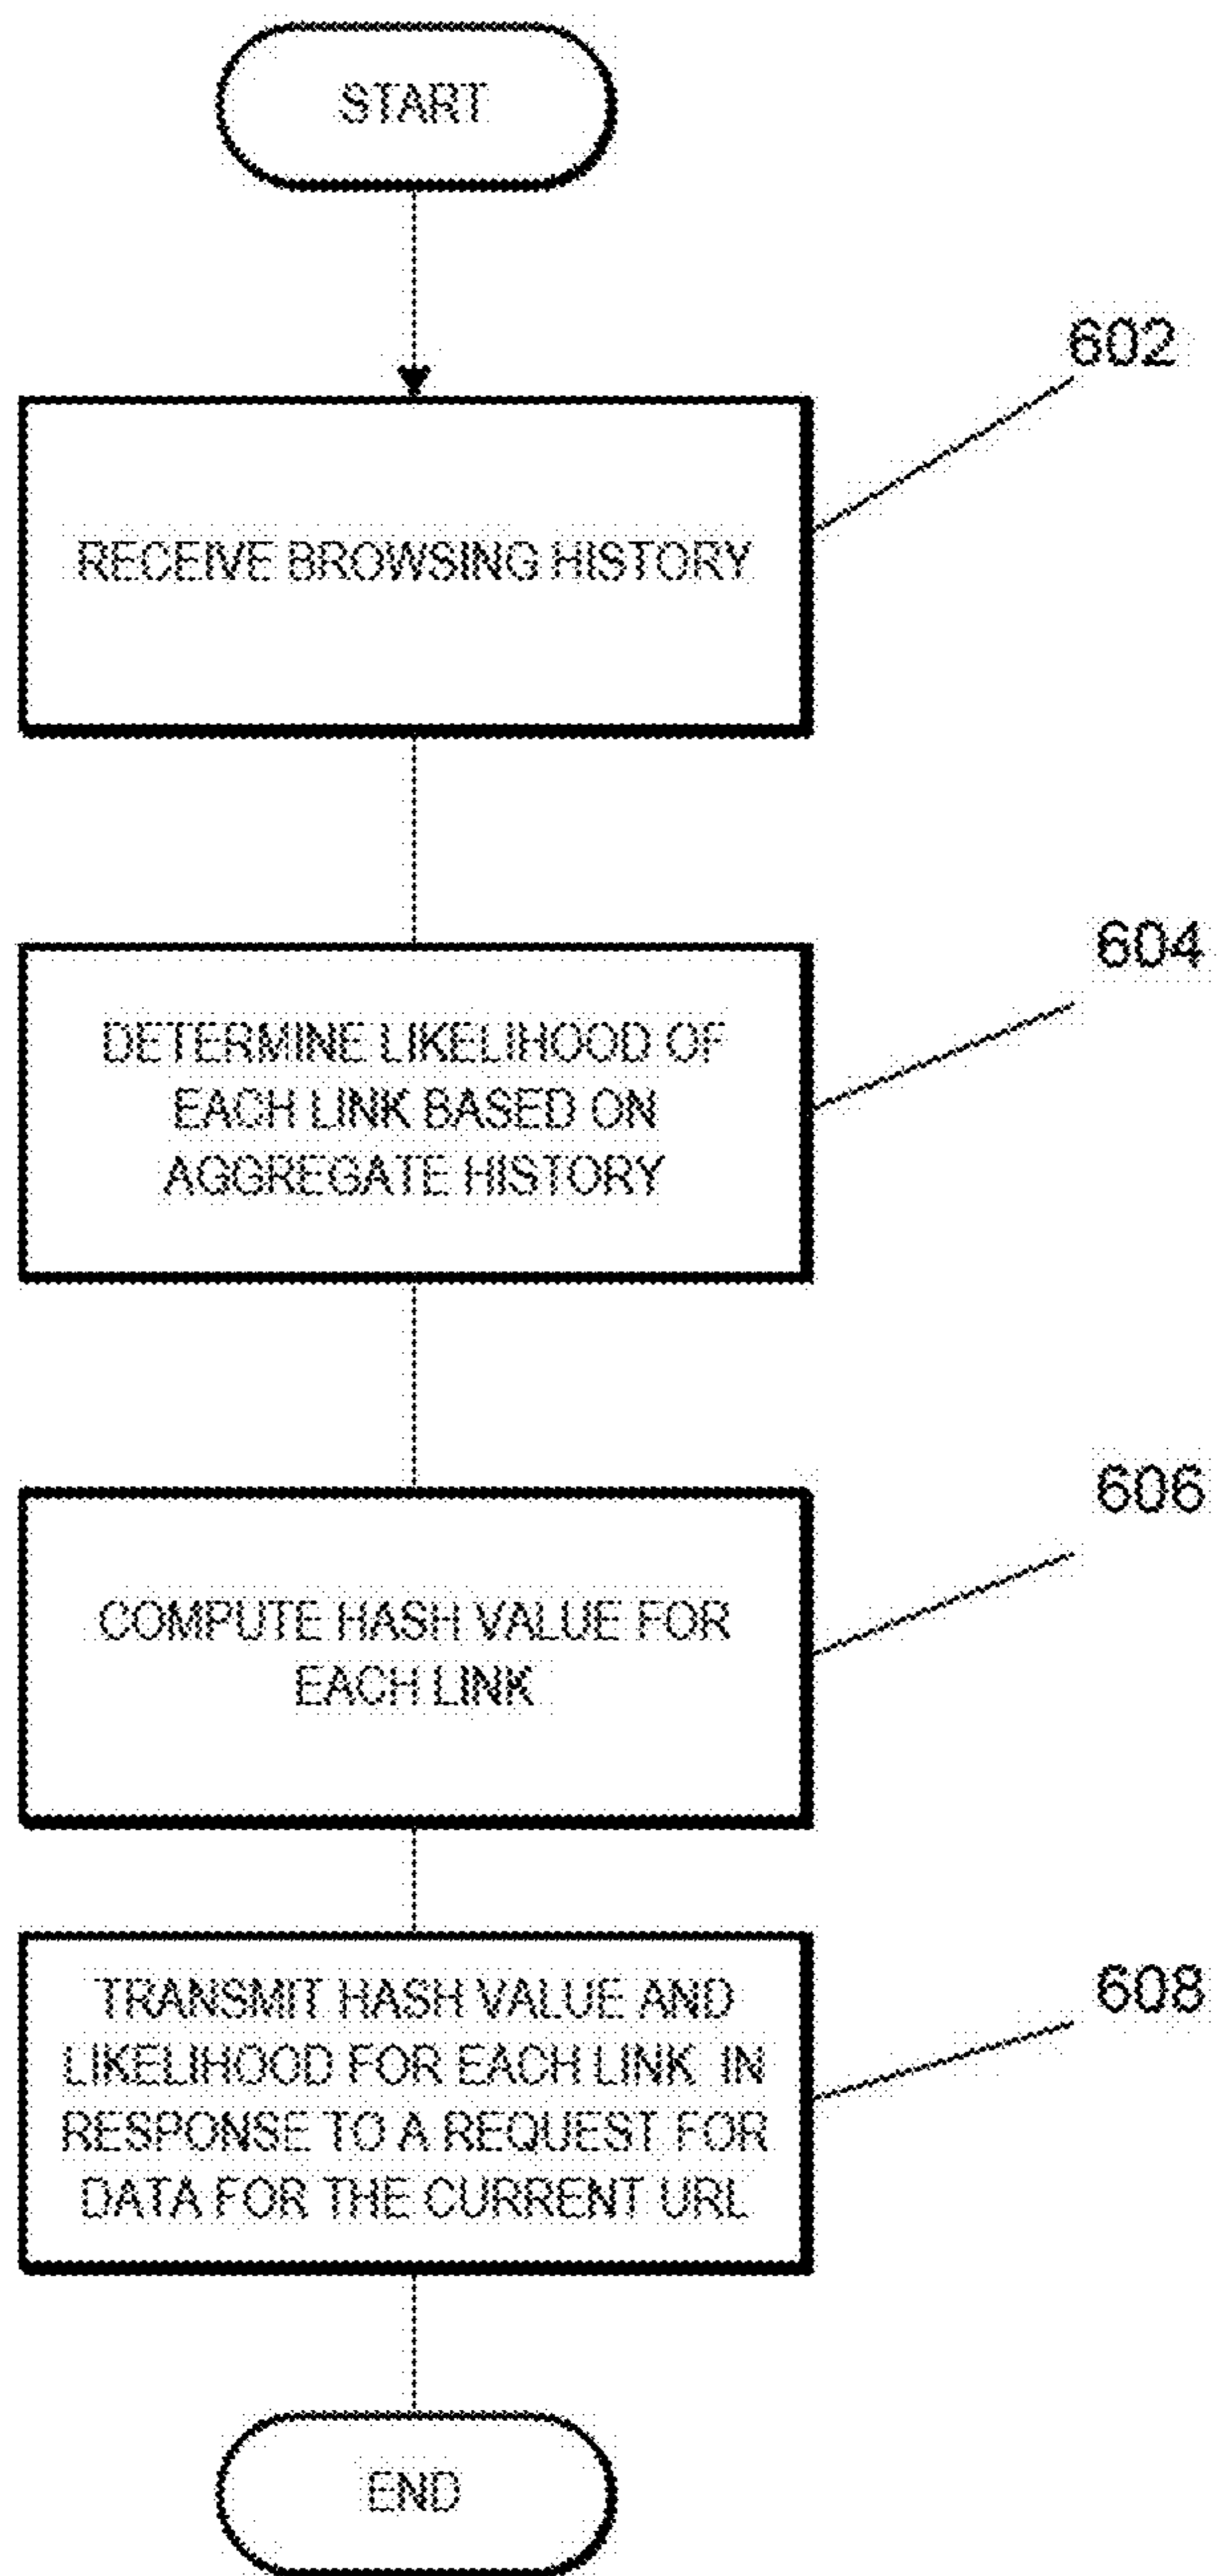 START
602
RECEIVE BROWSING HISTORY
604
DETERMINE LIKELIHOOD OF
EACH LINK BASED ON
AGGREGATE HISTORY
606
COMPUTE HASH VALUE FOR
EACH LINK
608
TRANSMIT HASH VALUE AND
LIKELIHOOD FOR EACH LINK IN
RESPONSE TO A REQUEST FOR
DATA FOR THE CURRENT URL
END